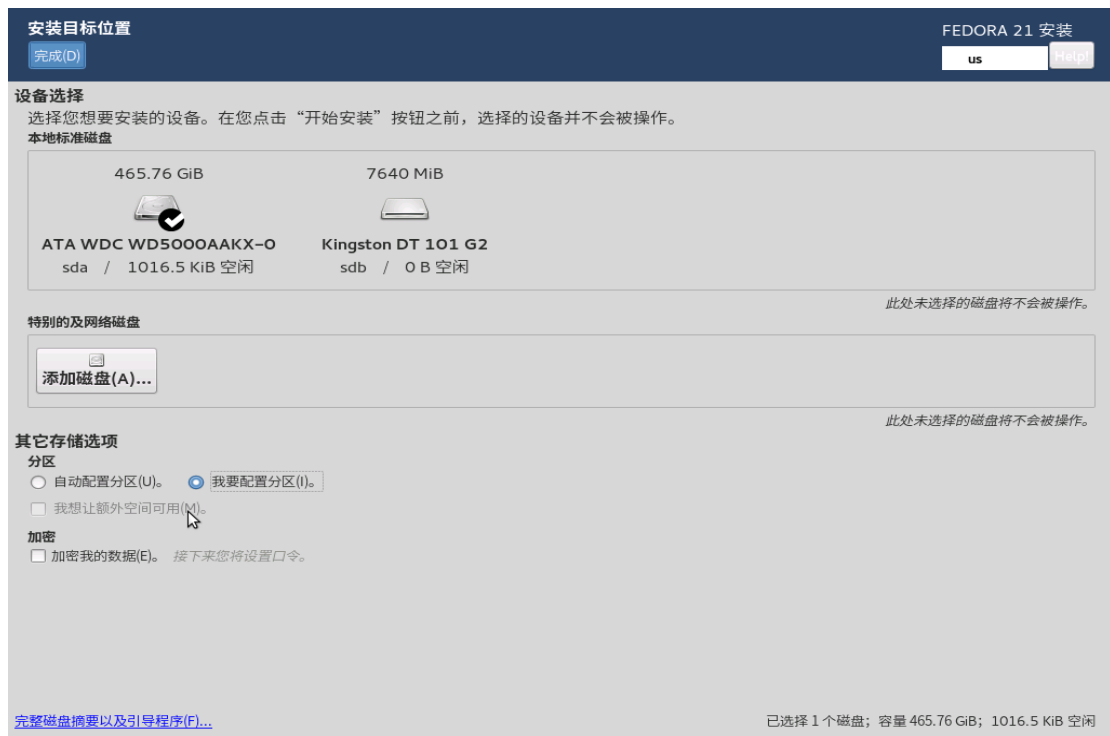 安装目标位置
FEDORA 21 安装
完成(D)
us
Help!
设备选择
选择您想要安装的设备。在您点击“开始安装”按钮之前，选择的设备并不会被操作。
本地标准磁盘
465.76 GiB
7640 MiB
ATA WDC WD5000AAKX-0
Kingston DT 101 G2
sda / 1016.5 KiB 空闲
sdb / 0 B 空闲
此处未选择的磁盘将不会被操作。
特别的及网络磁盘
添加磁盘(A)...
此处未选择的磁盘将不会被操作。
其它存储选项
分区
自动配置分区(U)。
我要配置分区(I)。
我想让额外空间可用(M)。
加密
加密我的数据(E)。 接下来您将设置口令。
完整磁盘摘要以及引导程序(F)...
已选择 1 个磁盘；容量 465.76 GiB；1016.5 KiB 空闲